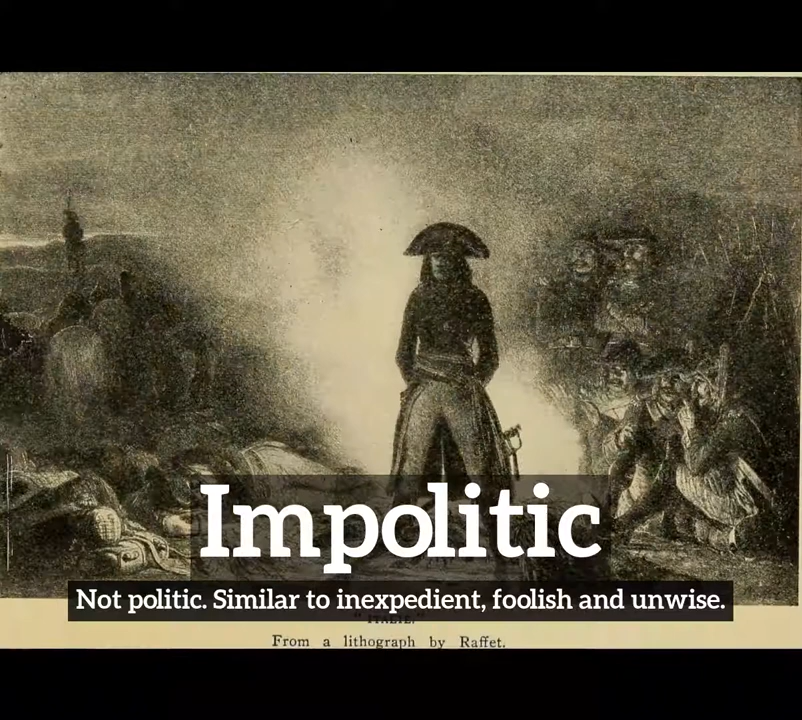 Impolitic
Not politic. Similar to inexpedient, foolish and unwise.
From a lithograph by Raffet.